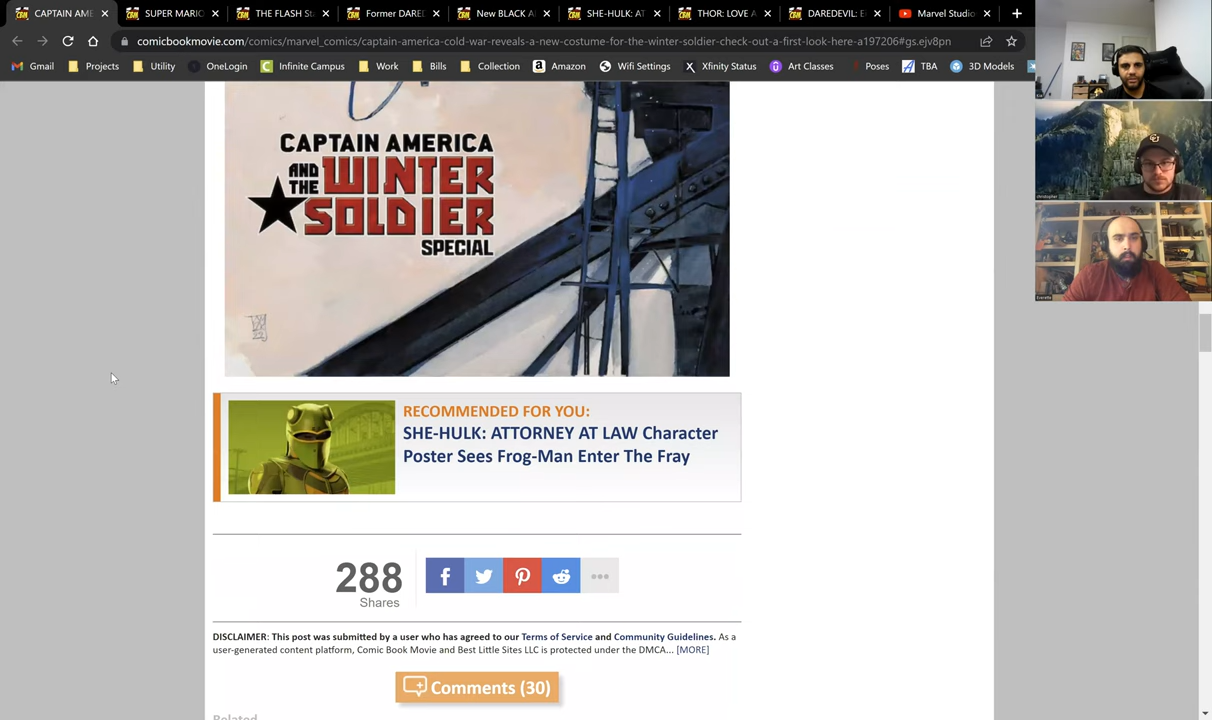 CAPTAIN AME
SUPER MARIO
THE FLASH St
Former DARED
New BLACK A
SHE-HULK: AT
THOR: LOVE A
DAREDEVIL: E
Marvel Studio
comicbookmovie.com/comics/marvel_comics/captain-america-cold-war-reveals-a-new-costume-for-the-winter-soldier-check-out-a-first-look-here-a197206#gs.ejv8pn
Gmail
Projects
Utility
OneLogin
Infinite Campus
Work
Bills
Collection
Amazon
Wifi Settings
Xfinity Status
Art Classes
Poses
TBA
3D Models
CAPTAIN AMERICA
AND THE WINTER
SOLDIER
SPECIAL
RECOMMENDED FOR YOU:
SHE-HULK: ATTORNEY AT LAW Character
Poster Sees Frog-Man Enter The Fray
288
Shares
DISCLAIMER: This post was submitted by a user who has agreed to our Terms of Service and Community Guidelines. As a
user-generated content platform, Comic Book Movie and Best Little Sites LLC is protected under the DMCA... [MORE]
Comments (30)
Related
christopher
Everette